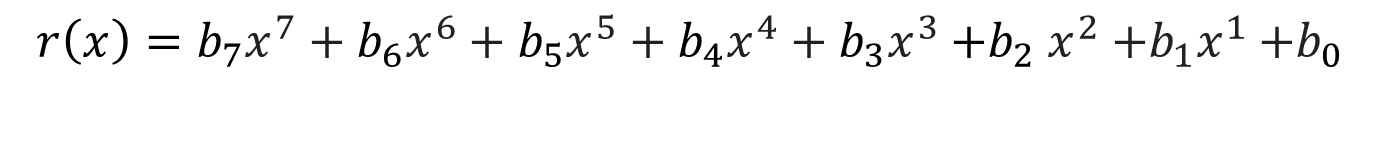 r(x) = b₇x⁷ + b₆x⁶ + b₅x⁵ + b₄x⁴ + b₃x³ +b₂ x² +b₁x¹ +b₀